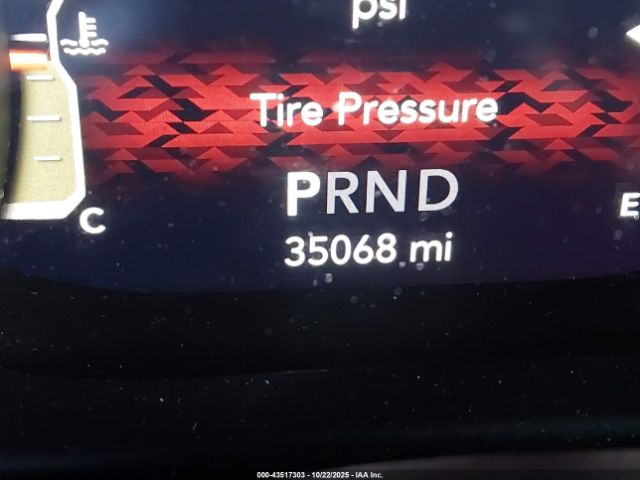 psi
Tire Pressure
PRND
C
E
35068 mi
000-43517303 - 10/22/2025 - IAA Inc.